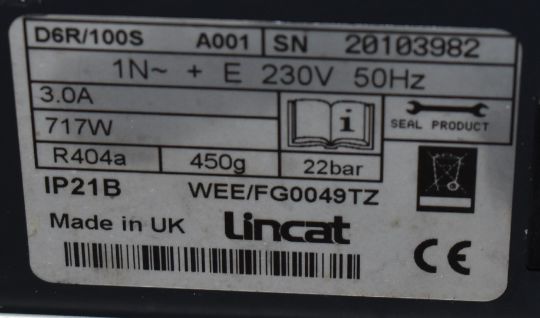 D6R/100S A001 SN 20103982
1N~ + E 230V 50Hz
3.0A
717W
i
SEAL PRODUCT
R404a 450g 22bar
IP21B WEE/FG0049TZ
Made in UK Lincat
CE